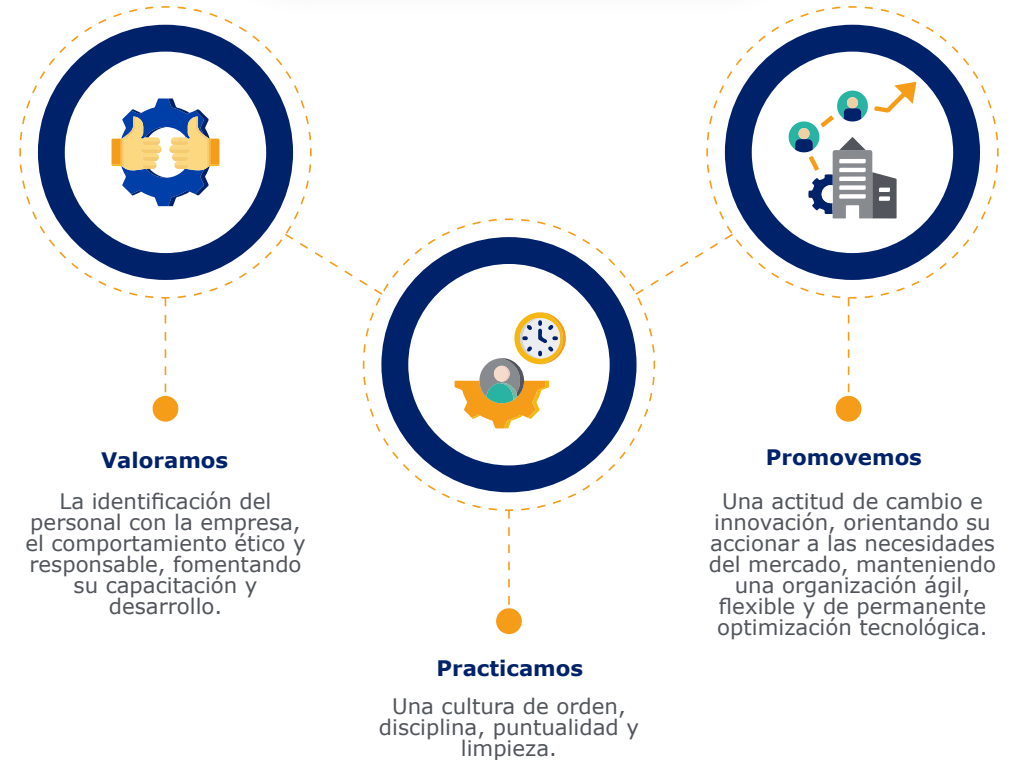 Valoramos
La identificación del
personal con la empresa,
el comportamiento ético y
responsable, fomentando
su capacitación y
desarrollo.
Practicamos
Una cultura de orden,
disciplina, puntualidad y
limpieza.
Promovemos
Una actitud de cambio e
innovación, orientando su
accionar a las necesidades
del mercado, manteniendo
una organización ágil,
flexible y de permanente
optimización tecnológica.